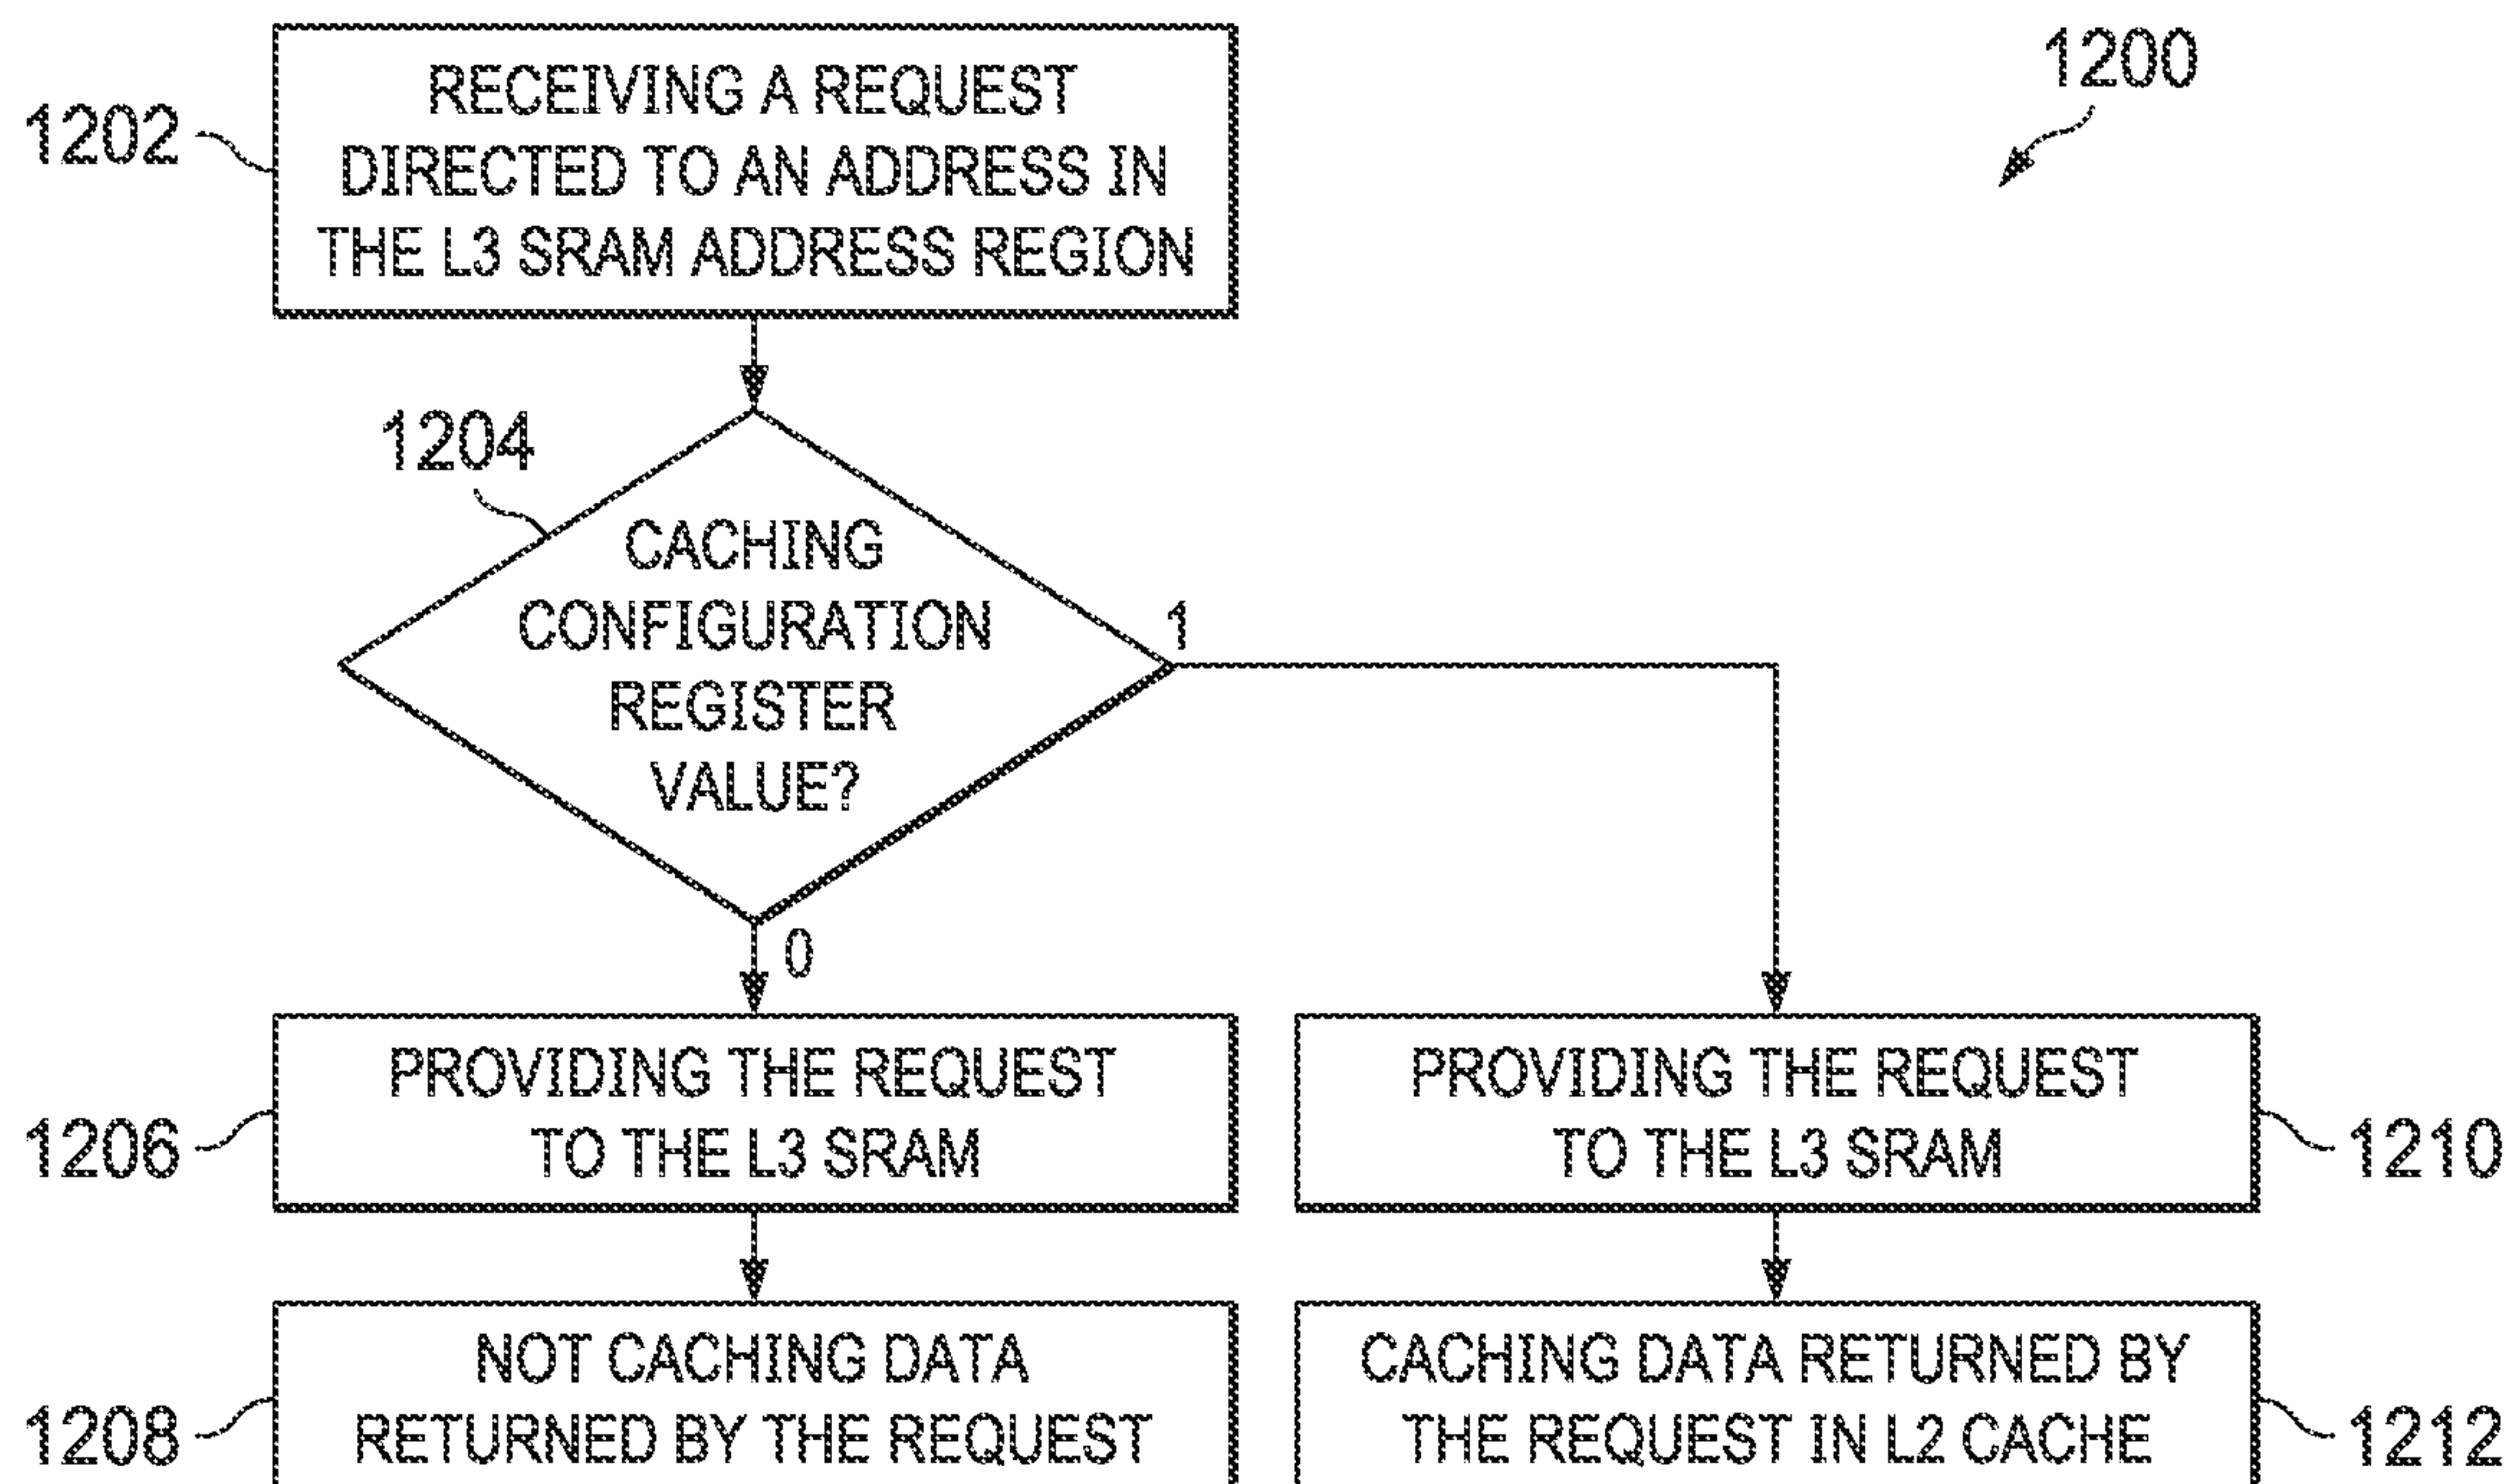 1200
1202
RECEIVING A REQUEST
DIRECTED TO AN ADDRESS IN
THE L3 SRAM ADDRESS REGION
1204
CACHING
CONFIGURATION
REGISTER
VALUE?
1
0
1206
PROVIDING THE REQUEST
TO THE L3 SRAM
PROVIDING THE REQUEST
TO THE L3 SRAM
1210
1208
NOT CACHING DATA
RETURNED BY THE REQUEST
CACHING DATA RETURNED BY
THE REQUEST IN L2 CACHE
1212